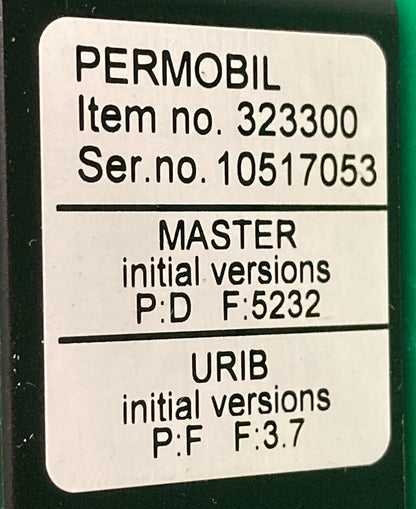 PERMOBIL
Item no. 323300
Ser.no. 10517053
MASTER
initial versions
P:D F:5232
URIB
initial versions
P:F F:3.7